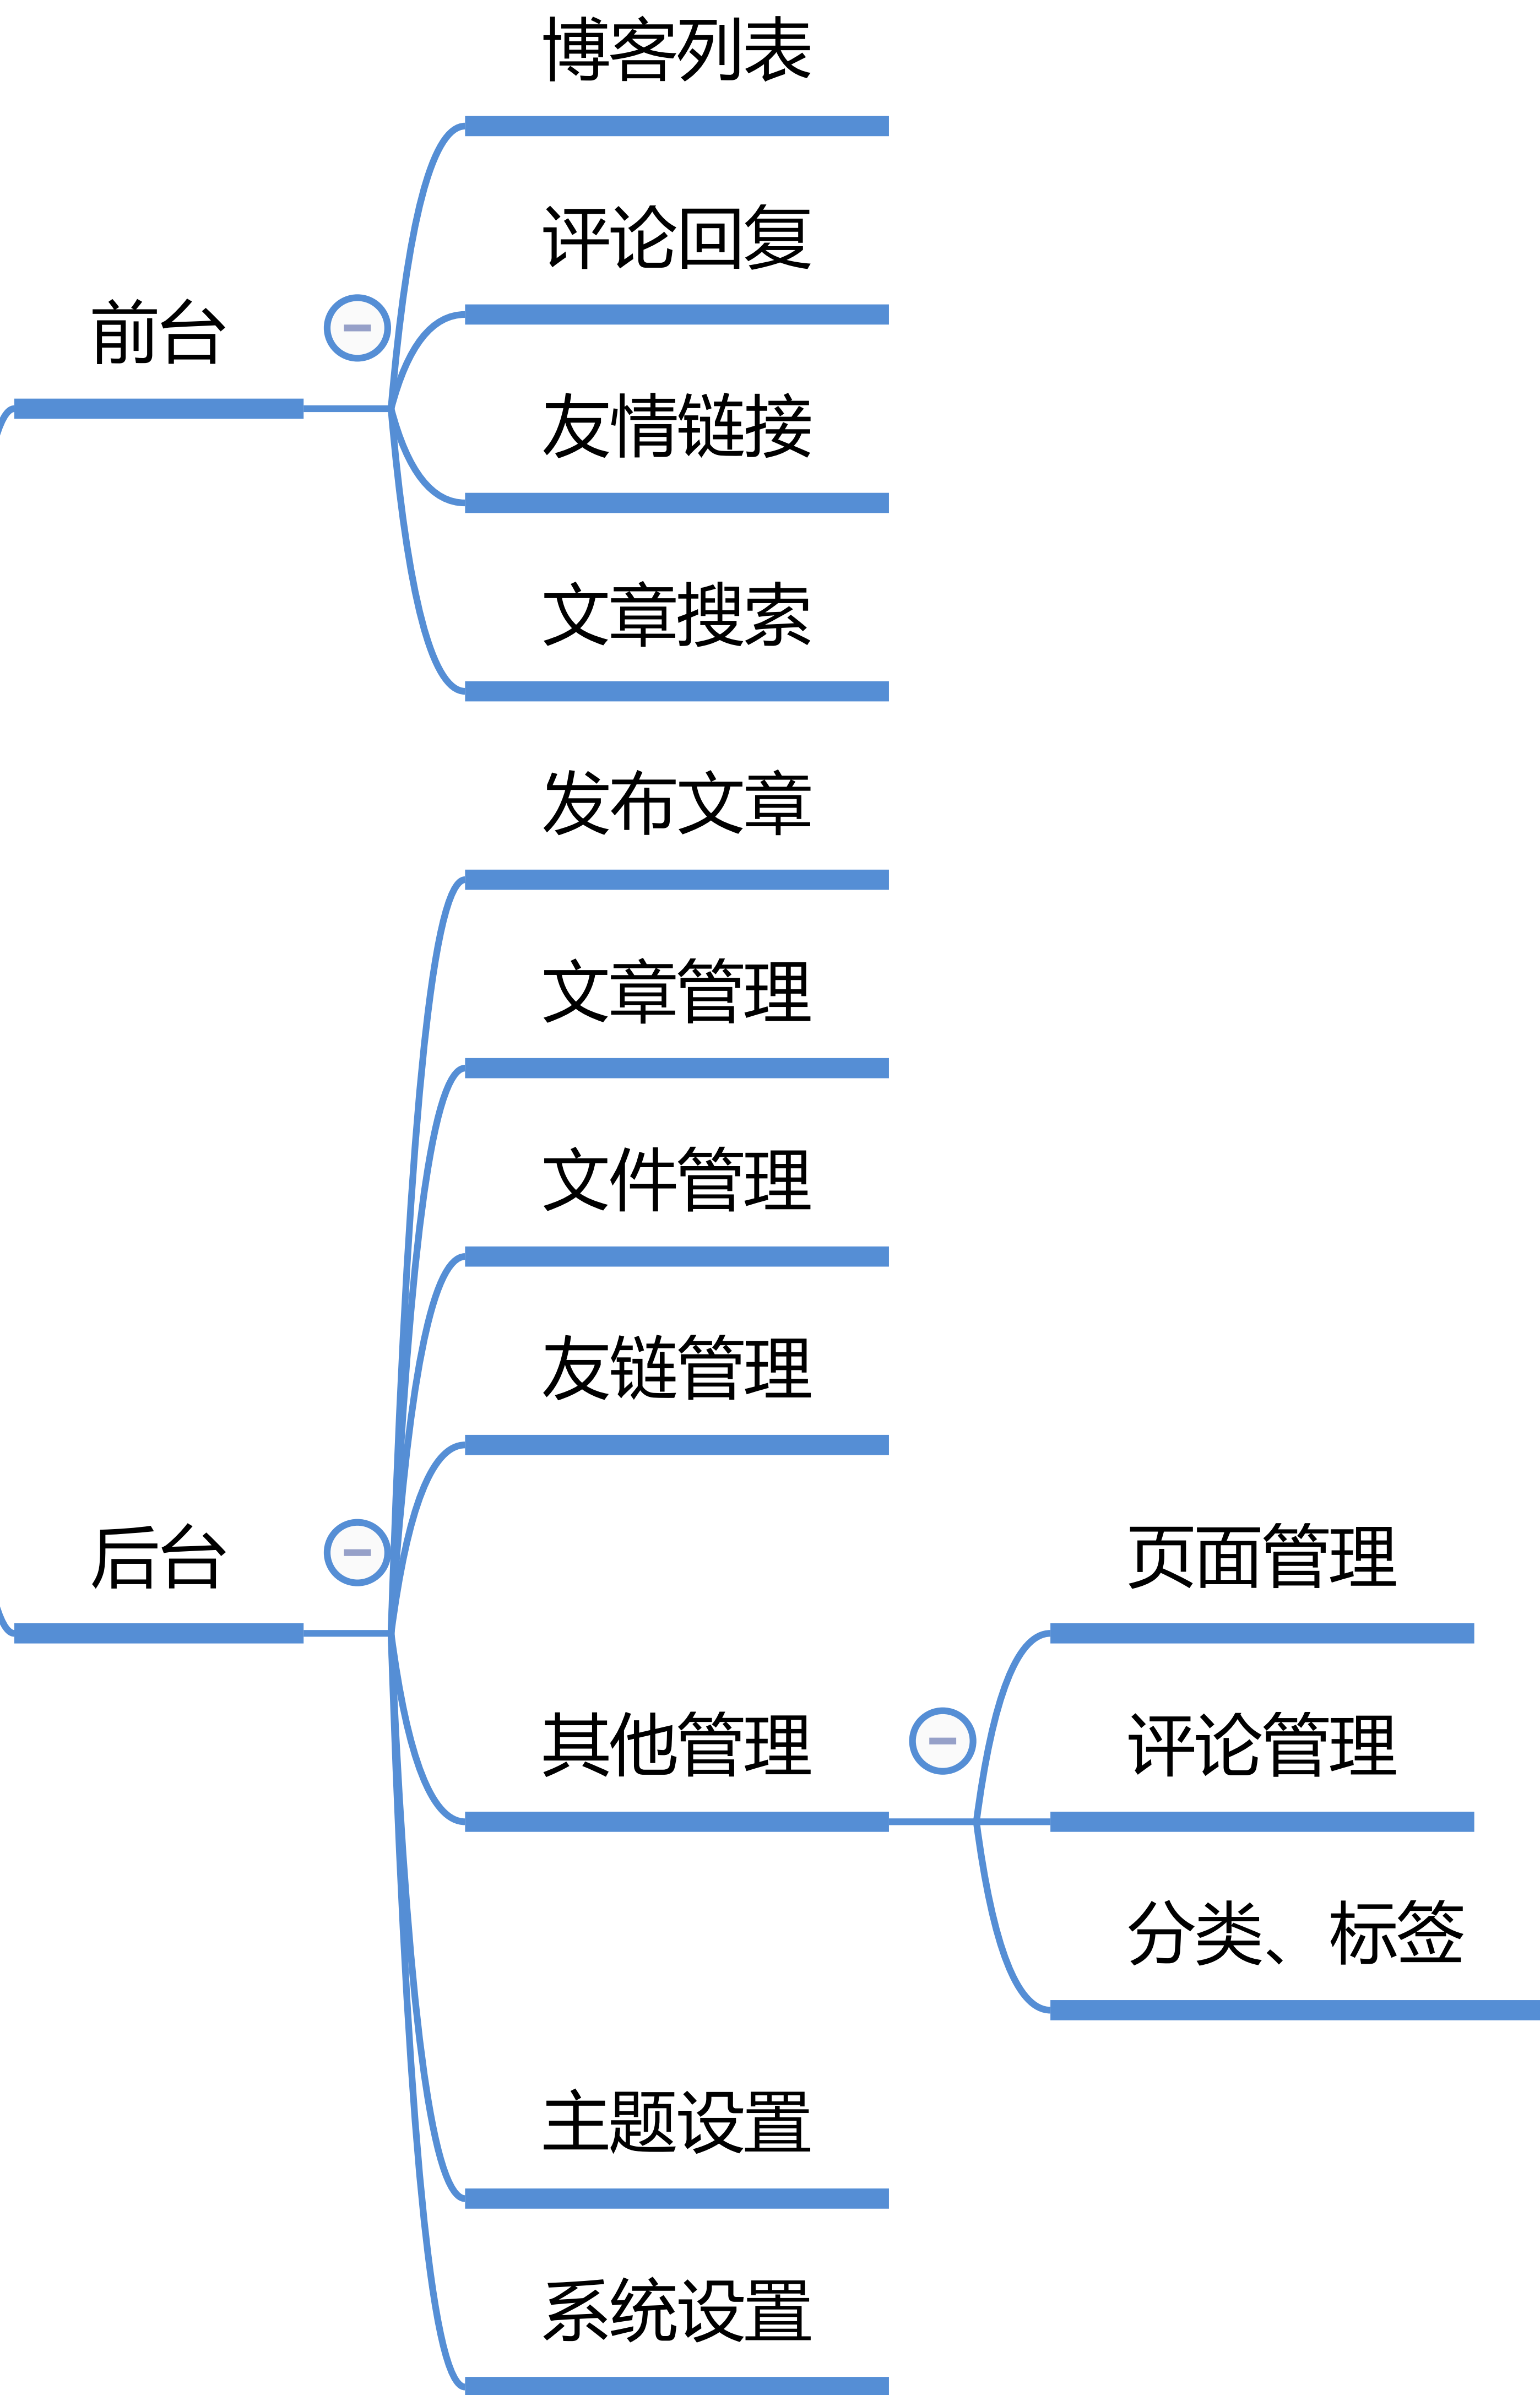 前台
博客列表
评论回复
友情链接
文章搜索
后台
发布文章
文章管理
文件管理
友链管理
其他管理
页面管理
评论管理
分类、标签
主题设置
系统设置